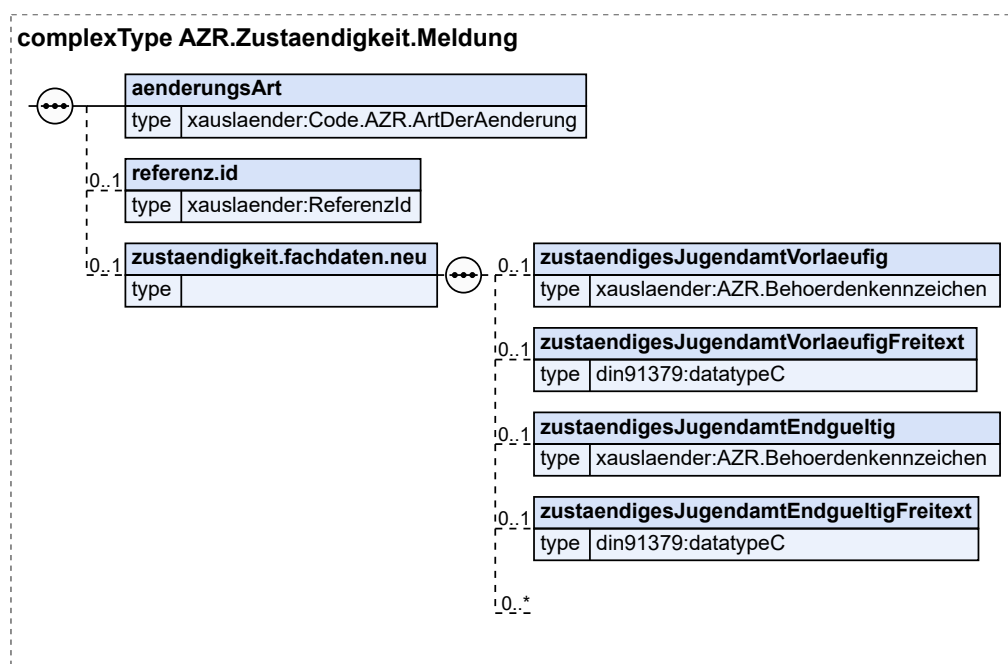 complexType AZR.Zustaendigkeit.Meldung
aenderungsArt
type xauslaender:Code.AZR.ArtDerAenderung
0..1 referenz.id
type xauslaender:ReferenzId
0..1 zustaendigkeit.fachdaten.neu
type
0..1 zustaendigesJugendamtVorlaeufig
type xauslaender:AZR.Behoerdenkennzeichen
0..1 zustaendigesJugendamtVorlaeufigFreitext
type din91379:datatypeC
0..1 zustaendigesJugendamtEndgueltig
type xauslaender:AZR.Behoerdenkennzeichen
0..1 zustaendigesJugendamtEndgueltigFreitext
type din91379:datatypeC
0..*